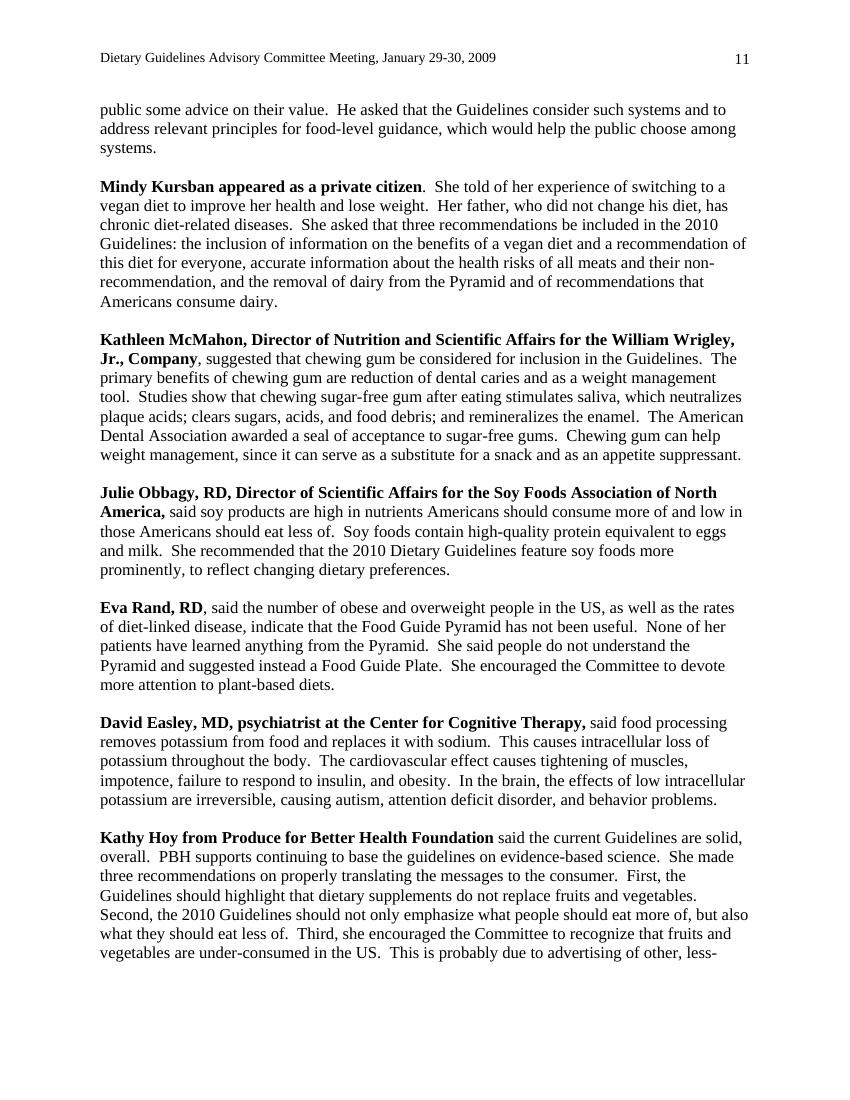 Dietary Guidelines Advisory Committee Meeting, January 29-30, 2009 11
public some advice on their value.  He asked that the Guidelines consider such systems and to
address relevant principles for food-level guidance, which would help the public choose among
systems.
Mindy Kursban appeared as a private citizen.  She told of her experience of switching to a
vegan diet to improve her health and lose weight.  Her father, who did not change his diet, has
chronic diet-related diseases.  She asked that three recommendations be included in the 2010
Guidelines: the inclusion of information on the benefits of a vegan diet and a recommendation of
this diet for everyone, accurate information about the health risks of all meats and their non-
recommendation, and the removal of dairy from the Pyramid and of recommendations that
Americans consume dairy.
Kathleen McMahon, Director of Nutrition and Scientific Affairs for the William Wrigley,
Jr., Company, suggested that chewing gum be considered for inclusion in the Guidelines.  The
primary benefits of chewing gum are reduction of dental caries and as a weight management
tool.  Studies show that chewing sugar-free gum after eating stimulates saliva, which neutralizes
plaque acids; clears sugars, acids, and food debris; and remineralizes the enamel.  The American
Dental Association awarded a seal of acceptance to sugar-free gums.  Chewing gum can help
weight management, since it can serve as a substitute for a snack and as an appetite suppressant.
Julie Obbagy, RD, Director of Scientific Affairs for the Soy Foods Association of North
America, said soy products are high in nutrients Americans should consume more of and low in
those Americans should eat less of.  Soy foods contain high-quality protein equivalent to eggs
and milk.  She recommended that the 2010 Dietary Guidelines feature soy foods more
prominently, to reflect changing dietary preferences.
Eva Rand, RD, said the number of obese and overweight people in the US, as well as the rates
of diet-linked disease, indicate that the Food Guide Pyramid has not been useful.  None of her
patients have learned anything from the Pyramid.  She said people do not understand the
Pyramid and suggested instead a Food Guide Plate.  She encouraged the Committee to devote
more attention to plant-based diets.
David Easley, MD, psychiatrist at the Center for Cognitive Therapy, said food processing
removes potassium from food and replaces it with sodium.  This causes intracellular loss of
potassium throughout the body.  The cardiovascular effect causes tightening of muscles,
impotence, failure to respond to insulin, and obesity.  In the brain, the effects of low intracellular
potassium are irreversible, causing autism, attention deficit disorder, and behavior problems.
Kathy Hoy from Produce for Better Health Foundation said the current Guidelines are solid,
overall.  PBH supports continuing to base the guidelines on evidence-based science.  She made
three recommendations on properly translating the messages to the consumer.  First, the
Guidelines should highlight that dietary supplements do not replace fruits and vegetables.
Second, the 2010 Guidelines should not only emphasize what people should eat more of, but also
what they should eat less of.  Third, she encouraged the Committee to recognize that fruits and
vegetables are under-consumed in the US.  This is probably due to advertising of other, less-